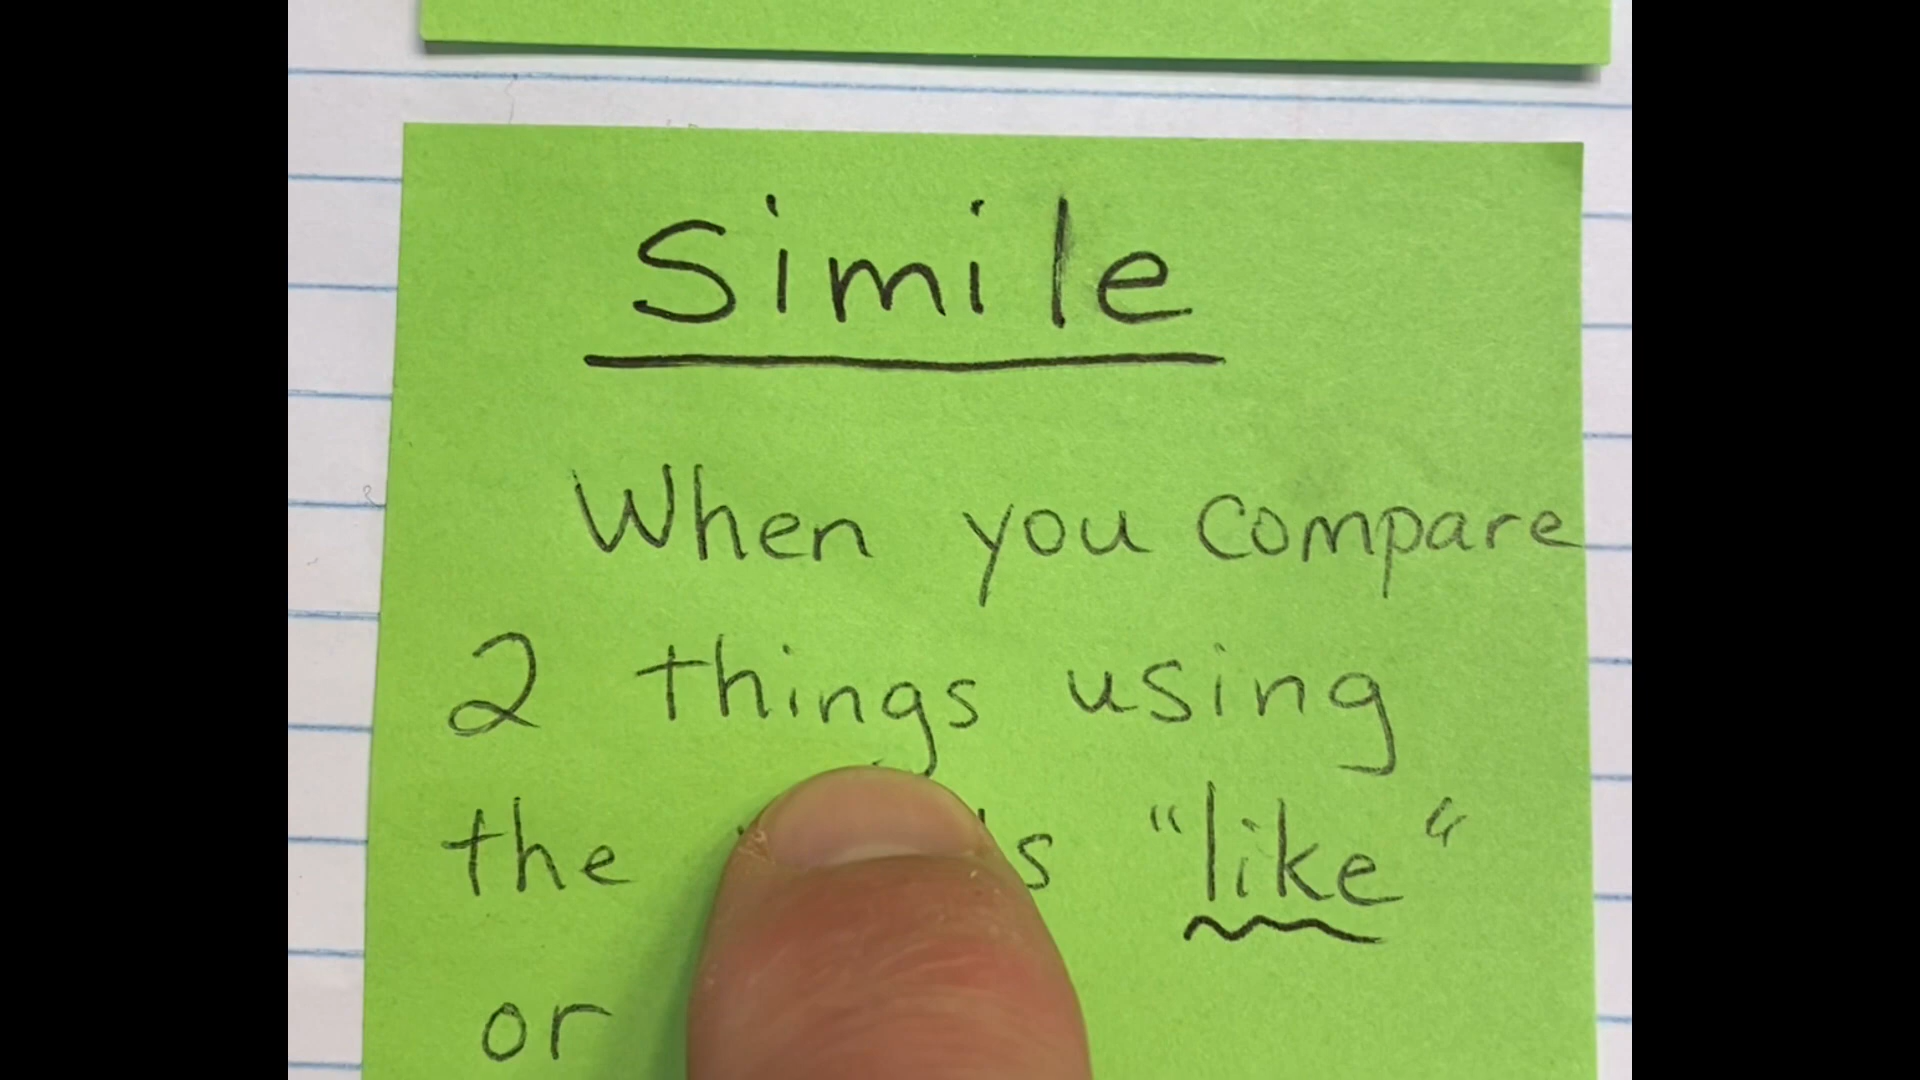 Simile
When you compare
2 things using
the "like"
or